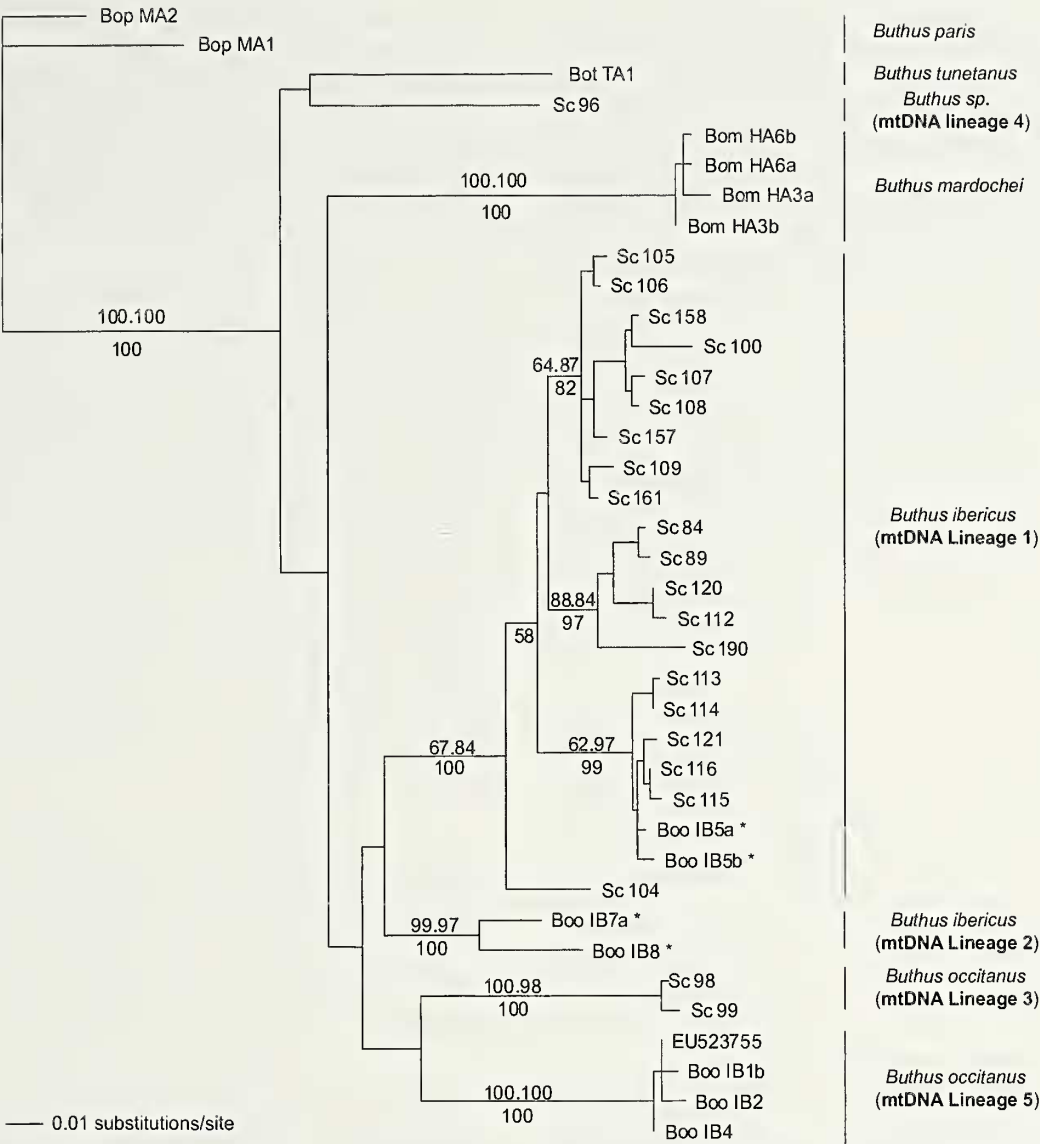 Bop MA2
Bop MA1
Buthus paris
Bot TA1
Buthus tunetanus
Sc 96
Buthus sp.
(mtDNA lineage 4)
Bom HA6b
Bom HA6a
100.100
100
Bom HA3a
Bom HA3b
Buthus mardochei
Sc 105
Sc 106
100.100
100
Sc 158
Sc 100
64.87
82
Sc 107
Sc 108
Sc 157
Sc 109
Sc 161
Buthus ibericus
(mtDNA Lineage 1)
Sc 84
Sc 89
88.84
97
Sc 120
Sc 112
58
Sc 190
Sc 113
Sc 114
67.84
100
62.97
99
Sc 121
Sc 116
Sc 115
Boo IB5a *
Boo IB5b *
Sc 104
99.97
100
Boo IB7a *
Boo IB8 *
Buthus ibericus
(mtDNA Lineage 2)
100.98
100
Sc 98
Sc 99
Buthus occitanus
(mtDNA Lineage 3)
EU523755
Boo IB1b
100.100
100
Boo IB2
Boo IB4
Buthus occitanus
(mtDNA Lineage 5)
0.01 substitutions/site